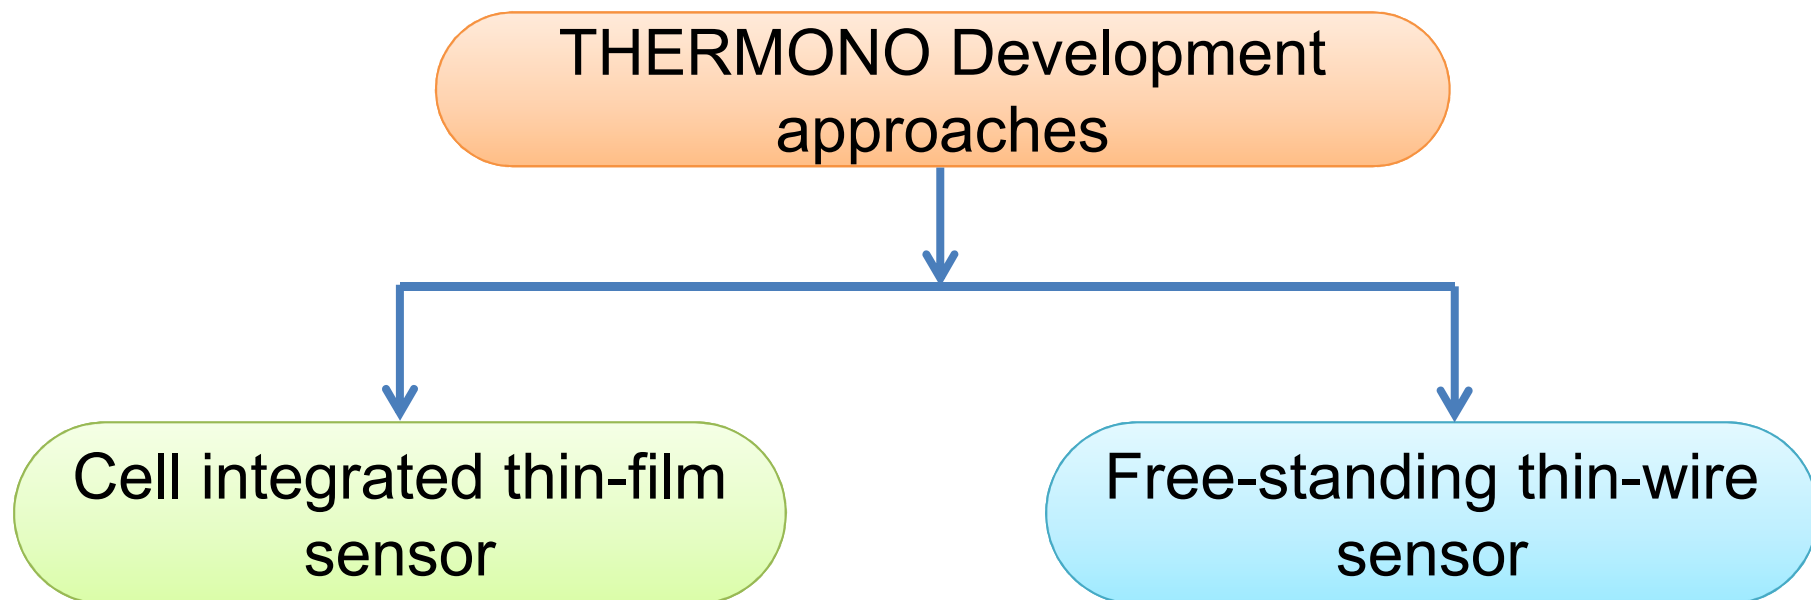 THERMONO Development
approaches
Cell integrated thin-film
sensor
Free-standing thin-wire
sensor